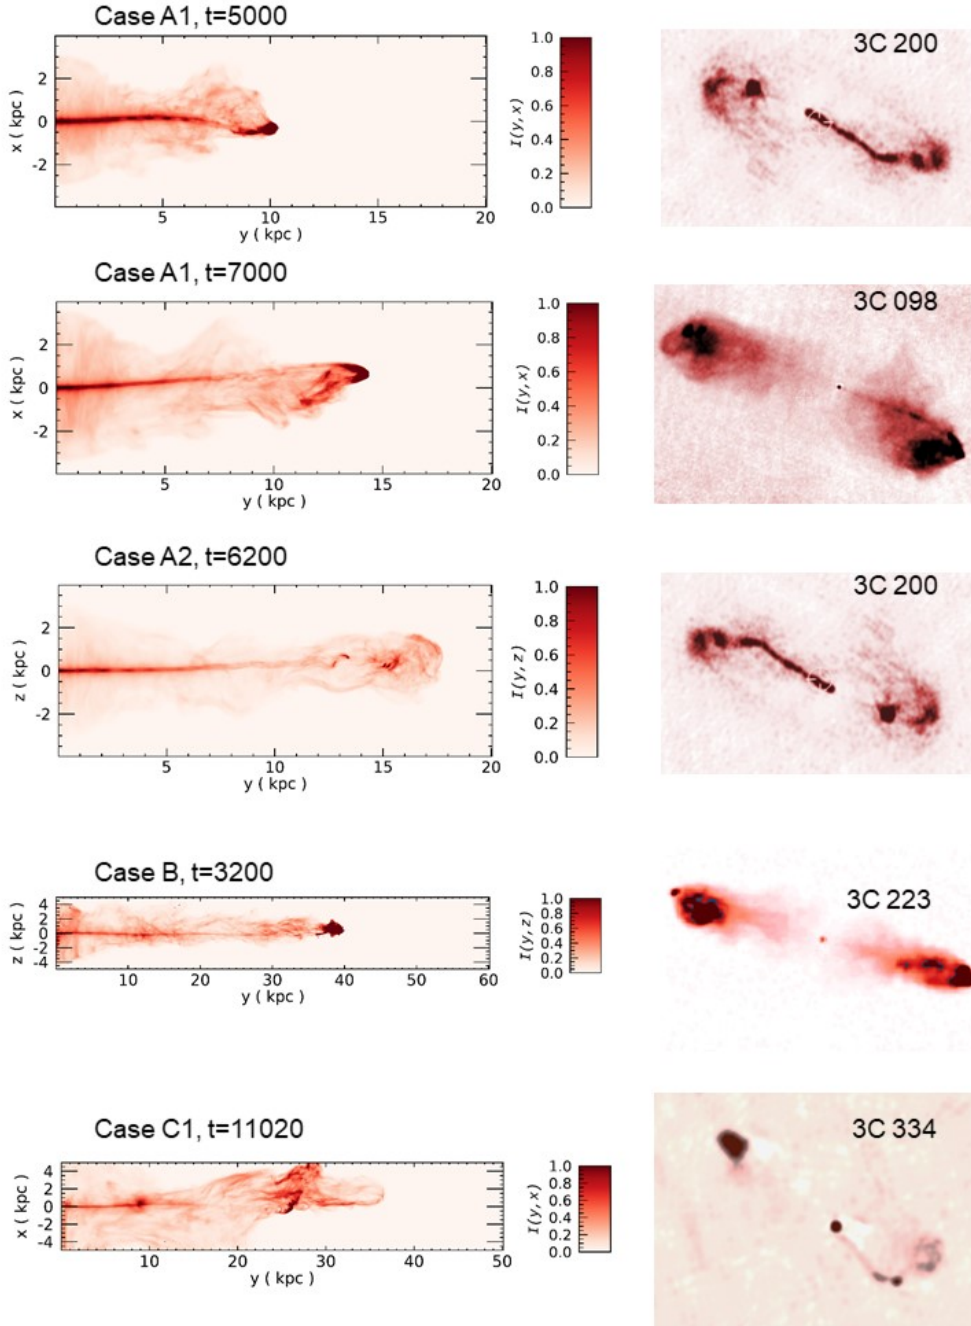 Case A1, t=5000
3C 200
x ( kpc )
2
0
-2
5
10
15
20
y ( kpc )
1.0
0.8
0.6
0.4
0.2
0.0
I(y,x)
Case A1, t=7000
3C 098
x ( kpc )
2
0
-2
5
10
15
20
y ( kpc )
1.0
0.8
0.6
0.4
0.2
0.0
I(y,x)
Case A2, t=6200
3C 200
z ( kpc )
2
0
-2
5
10
15
20
y ( kpc )
1.0
0.8
0.6
0.4
0.2
0.0
I(y,z)
Case B, t=3200
3C 223
z ( kpc )
4
2
0
-2
-4
10
20
30
40
50
60
y ( kpc )
1.0
0.8
0.6
0.4
0.2
0.0
I(y,z)
Case C1, t=11020
3C 334
x ( kpc )
4
2
0
-2
-4
10
20
30
40
50
y ( kpc )
1.0
0.8
0.6
0.4
0.2
0.0
I(y,x)